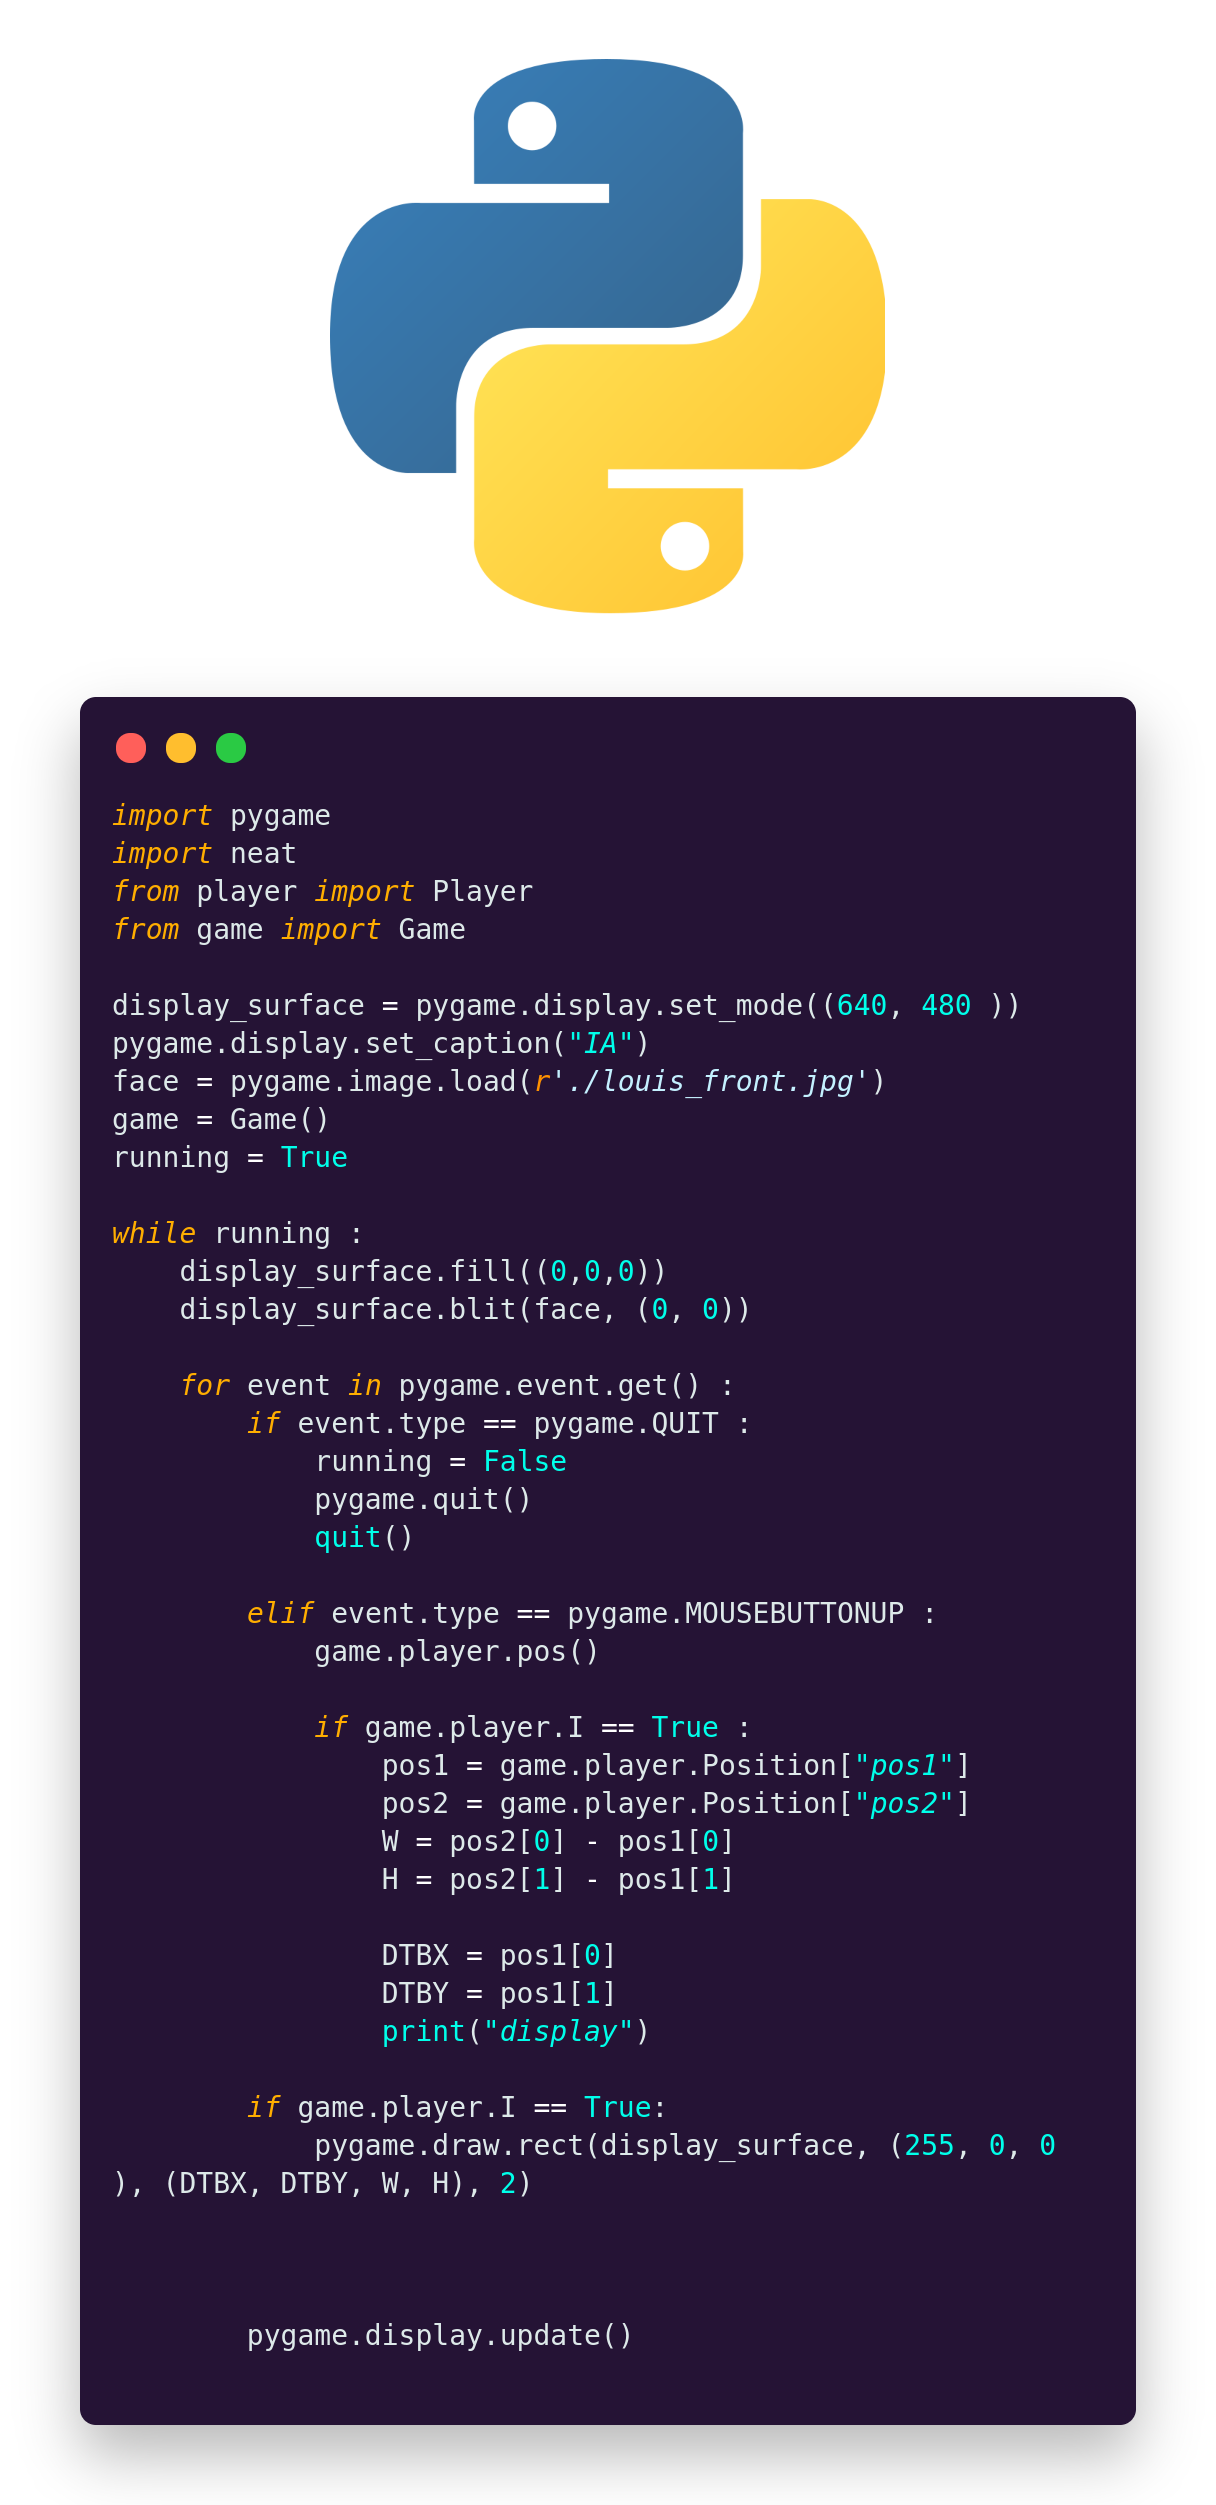 import pygame
import neat
from player import Player
from game import Game

display_surface = pygame.display.set_mode((640, 480 ))
pygame.display.set_caption("IA")
face = pygame.image.load(r'./louis_front.jpg')
game = Game()
running = True

while running :
    display_surface.fill((0,0,0))
    display_surface.blit(face, (0, 0))

    for event in pygame.event.get() :
        if event.type == pygame.QUIT :
            running = False
            pygame.quit()
            quit()

        elif event.type == pygame.MOUSEBUTTONUP :
            game.player.pos()

            if game.player.I == True :
                pos1 = game.player.Position["pos1"]
                pos2 = game.player.Position["pos2"]
                W = pos2[0] - pos1[0]
                H = pos2[1] - pos1[1]

                DTBX = pos1[0]
                DTBY = pos1[1]
                print("display")

        if game.player.I == True:
            pygame.draw.rect(display_surface, (255, 0, 0
), (DTBX, DTBY, W, H), 2)

        pygame.display.update()